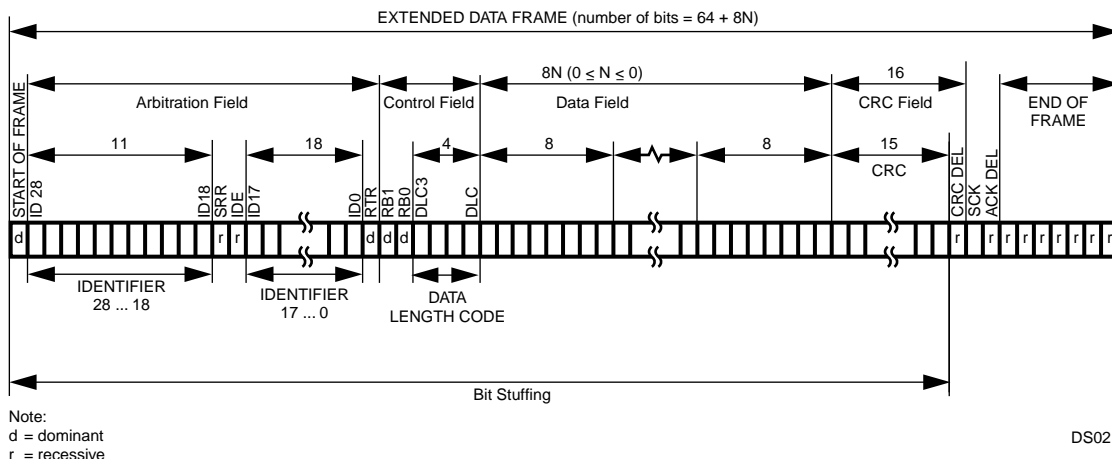 EXTENDED DATA FRAME (number of bits = 64 + 8N)
8N (0 ≤ N ≤ 0)
16
Arbitration Field
Control Field
Data Field
CRC Field
END OF
FRAME
11
18
4
8
8
15
CRC
START OF FRAME
ID 28
ID18
SRR
IDE
ID17
ID0
RTR
RB1
RB0
DLC3
DLC
CRC DEL
SCK
ACK DEL
d r r d d d r r r r r r r r r
IDENTIFIER
28 ... 18
IDENTIFIER
17 ... 0
DATA
LENGTH CODE
Bit Stuffing
Note:
d = dominant
r = recessive
DS02